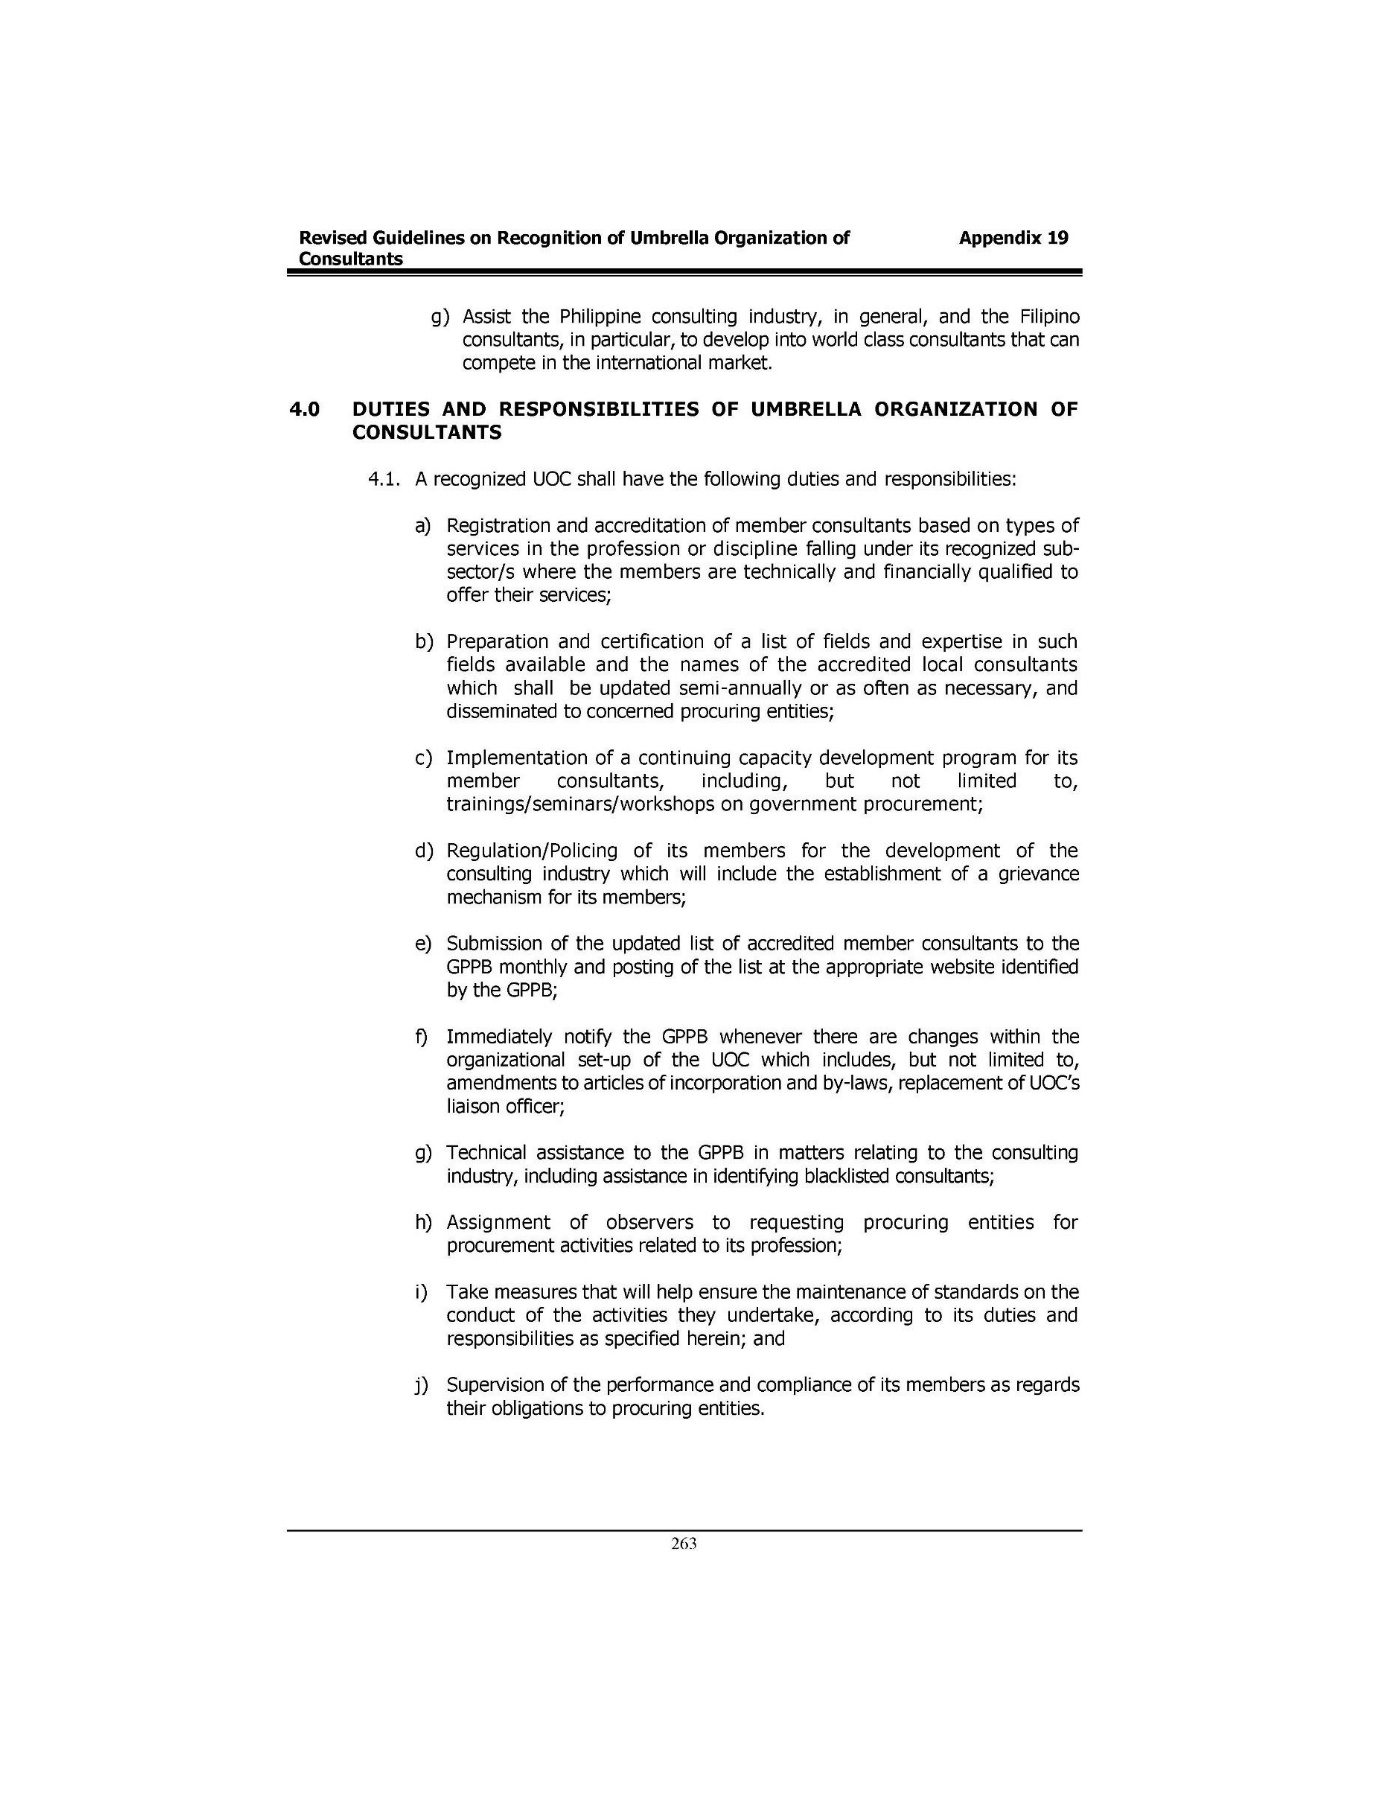 Revised Guidelines on Recognition of Umbrella Organization of Appendix 19
Consultants
g) Assist the Philippine consulting industry, in general, and the Filipino
consultants, in particular, to develop into world class consultants that can
compete in the international market.
4.0 DUTIES AND RESPONSIBILITIES OF UMBRELLA ORGANIZATION OF
CONSULTANTS
4.1. A recognized UOC shall have the following duties and responsibilities:
a) Registration and accreditation of member consultants based on types of
services in the profession or discipline falling under its recognized sub-
sector/s where the members are technically and financially qualified to
offer their services;
b) Preparation and certification of a list of fields and expertise in such
fields available and the names of the accredited local consultants
which shall be updated semi-annually or as often as necessary, and
disseminated to concerned procuring entities;
c) Implementation of a continuing capacity development program for its
member consultants, including, but not limited to,
trainings/seminars/workshops on government procurement;
d) Regulation/Policing of its members for the development of the
consulting industry which will include the establishment of a grievance
mechanism for its members;
e) Submission of the updated list of accredited member consultants to the
GPPB monthly and posting of the list at the appropriate website identified
by the GPPB;
f) Immediately notify the GPPB whenever there are changes within the
organizational set-up of the UOC which includes, but not limited to,
amendments to articles of incorporation and by-laws, replacement of UOC’s
liaison officer;
g) Technical assistance to the GPPB in matters relating to the consulting
industry, including assistance in identifying blacklisted consultants;
h) Assignment of observers to requesting procuring entities for
procurement activities related to its profession;
i) Take measures that will help ensure the maintenance of standards on the
conduct of the activities they undertake, according to its duties and
responsibilities as specified herein; and
j) Supervision of the performance and compliance of its members as regards
their obligations to procuring entities.
263